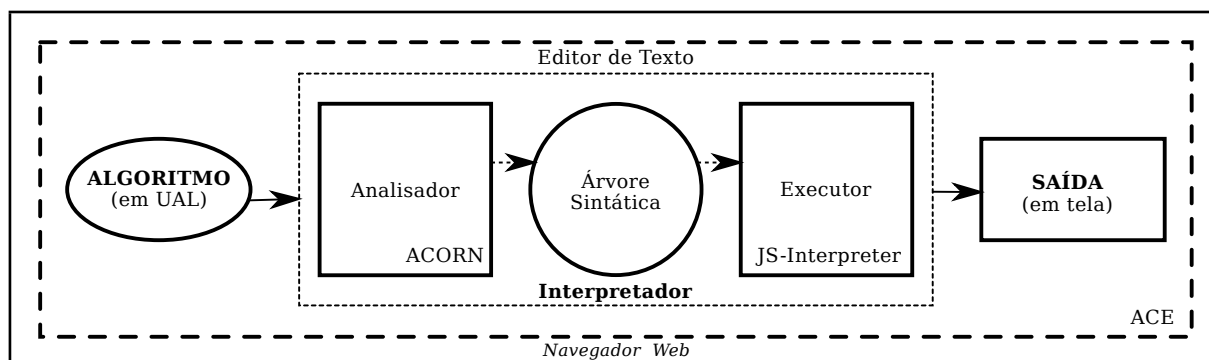 Editor de Texto
ALGORITMO
(em UAL)
Analisador
ACORN
Árvore
Sintática
Executor
JS-Interpreter
Interpretador
SAÍDA
(em tela)
ACE
Navegador Web